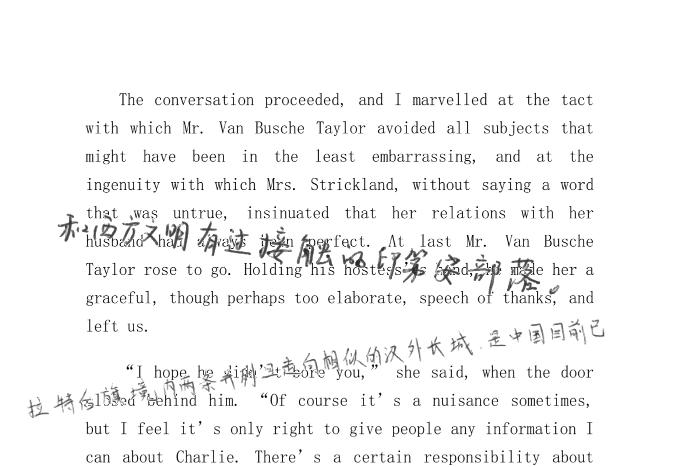 The conversation proceeded, and I marvelled at the tact
with which Mr. Van Busche Taylor avoided all subjects that
might have been in the least embarrassing, and at the
ingenuity with which Mrs. Strickland, without saying a word
that was untrue, insinuated that her relations with her
husband had always been perfect. At last Mr. Van Busche
和西方文明有过接触的印第安部落。
Taylor rose to go. Holding his hostess's hand, he made her a
graceful, though perhaps too elaborate, speech of thanks, and
left us.
“I hope he didn't bore you,” she said, when the door
拉特后旗境内两条并列且走向相似的汉外长城,是中国目前已
closed behind him. “Of course it’s a nuisance sometimes,
but I feel it’s only right to give people any information I
can about Charlie. There’s a certain responsibility about